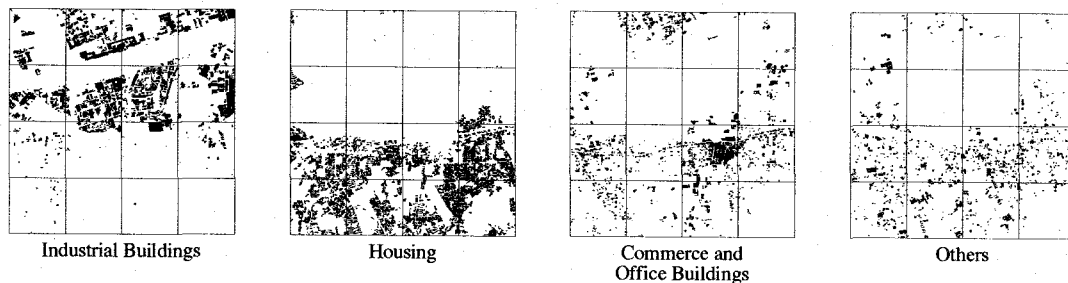 Industrial Buildings
Housing
Commerce and
Office Buildings
Others